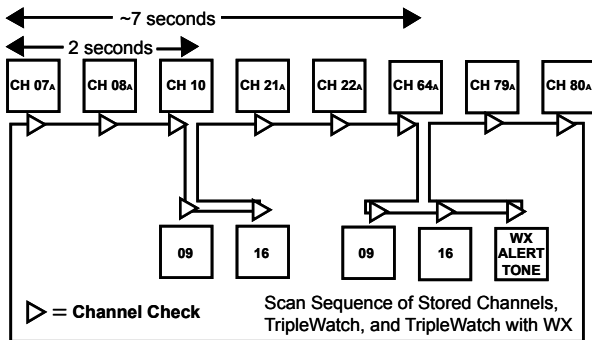 ~7 seconds
2 seconds
CH 07A
CH 08A
CH 10
CH 21A
CH 22A
CH 64A
CH 79A
CH 80A
09
16
09
16
WX
ALERT
TONE
= Channel Check
Scan Sequence of Stored Channels,
TripleWatch, and TripleWatch with WX